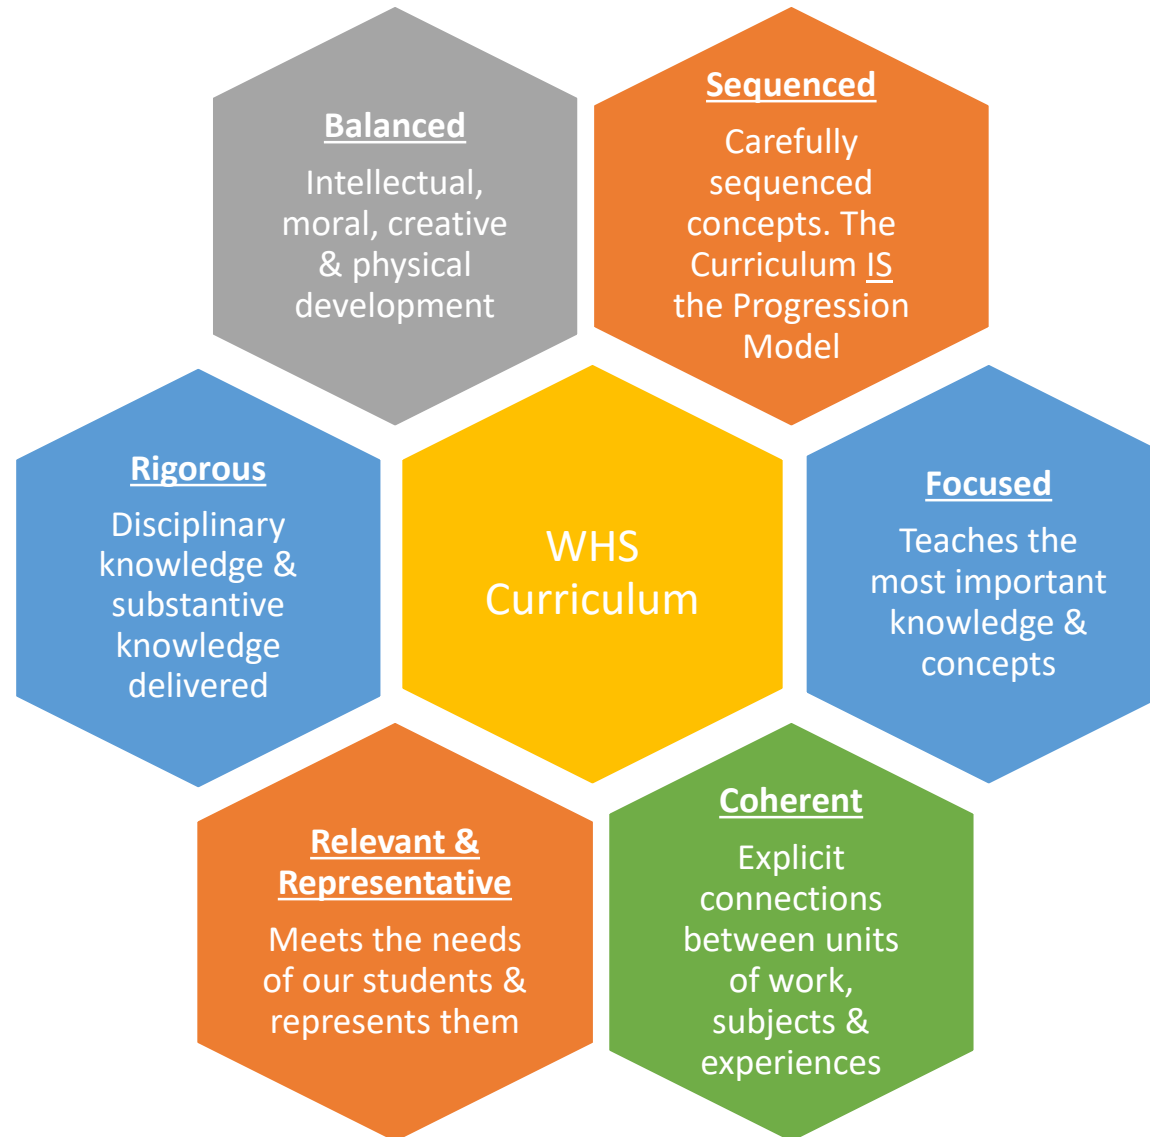 Balanced
Intellectual,
moral, creative
& physical
development
Sequenced
Carefully
sequenced
concepts. The
Curriculum IS
the Progression
Model
Rigorous
Disciplinary
knowledge &
substantive
knowledge
delivered
WHS
Curriculum
Focused
Teaches the
most important
knowledge &
concepts
Relevant &
Representative
Meets the needs
of our students &
represents them
Coherent
Explicit
connections
between units
of work,
subjects &
experiences